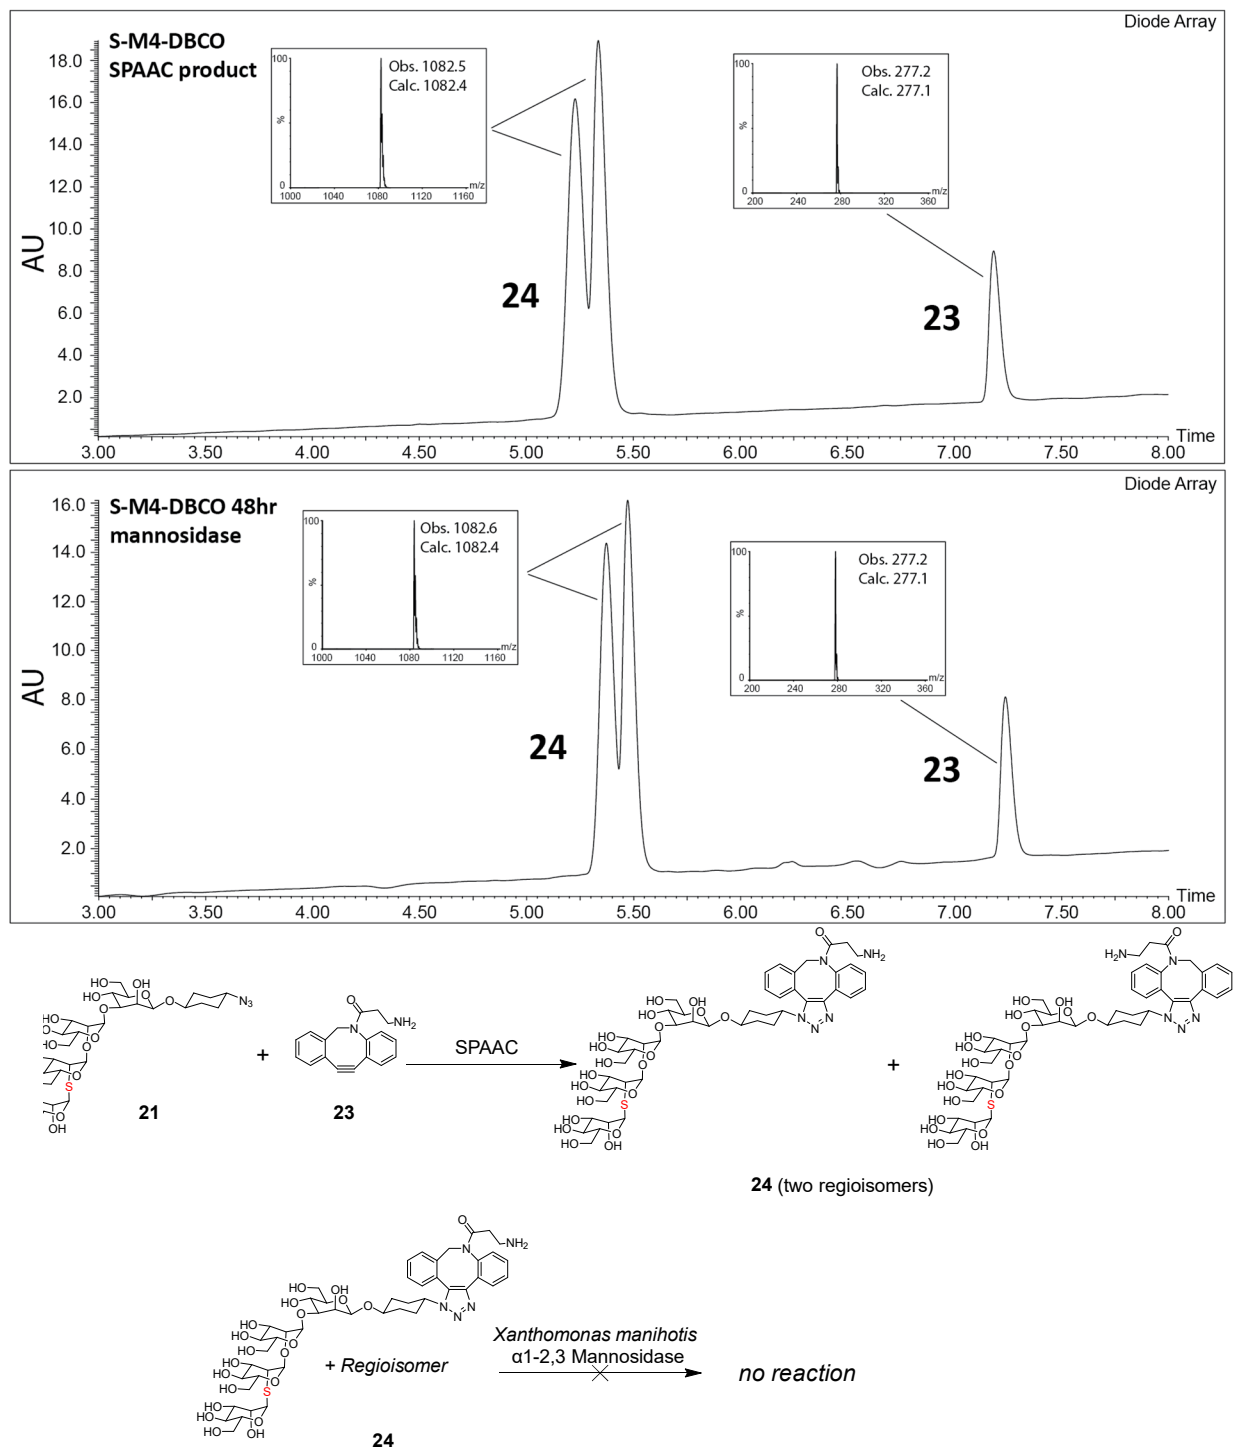 Diode Array
S-M4-DBCO
SPAAC product
Obs. 1082.5
Calc. 1082.4
100
%
0
1000 1040 1080 1120 1160 m/z
Obs. 277.2
Calc. 277.1
100
%
0
200 240 280 320 360 m/z
AU
18.0
16.0
14.0
12.0
10.0
8.0
6.0
4.0
2.0
24
23
3.00 3.50 4.00 4.50 5.00 5.50 6.00 6.50 7.00 7.50 8.00
Time
Diode Array
S-M4-DBCO 48hr
mannosidase
Obs. 1082.6
Calc. 1082.4
100
%
0
1000 1040 1080 1120 1160 m/z
Obs. 277.2
Calc. 277.1
100
%
0
200 240 280 320 360 m/z
AU
16.0
14.0
12.0
10.0
8.0
6.0
4.0
2.0
24
23
3.00 3.50 4.00 4.50 5.00 5.50 6.00 6.50 7.00 7.50 8.00
Time
21
+
23
SPAAC
+
24 (two regioisomers)
+ Regioisomer
24
Xanthomonas manihotis
α1-2,3 Mannosidase
no reaction